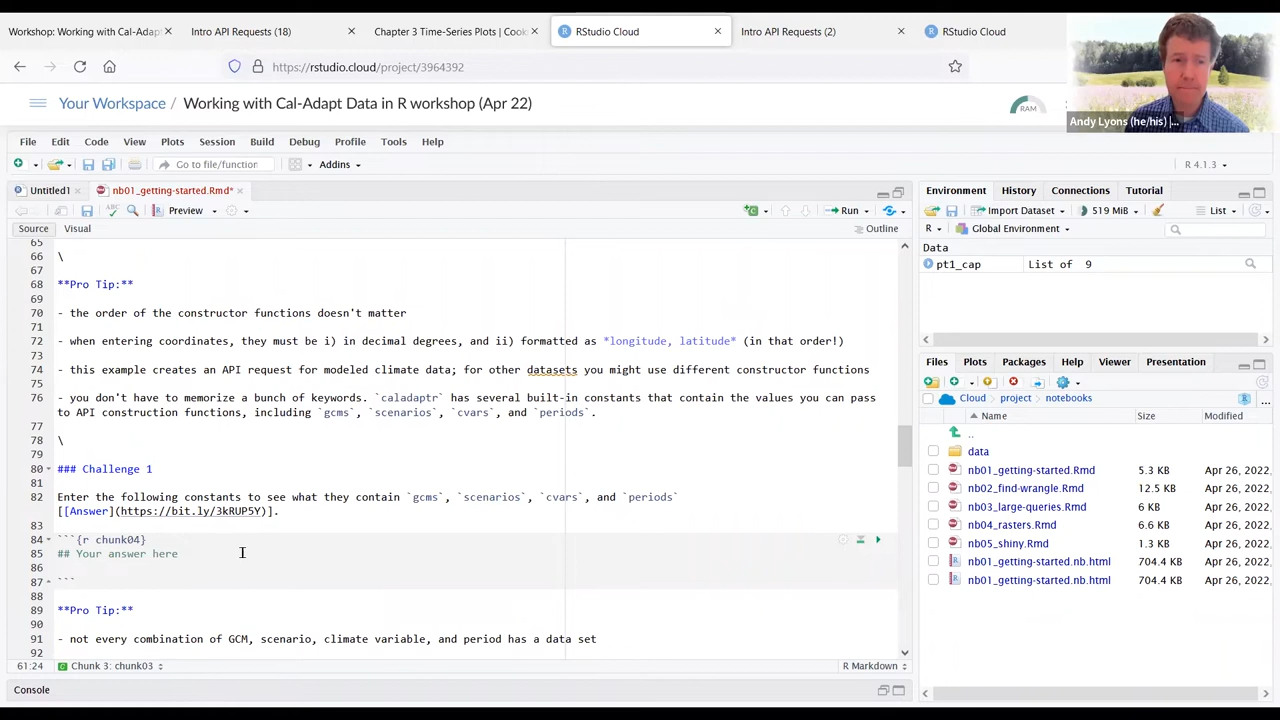 Workshop: Working with Cal-Adapt
Intro API Requests (18)
Chapter 3 Time-Series Plots | Cook
RStudio Cloud
Intro API Requests (2)
RStudio Cloud
https://rstudio.cloud/project/3964392
Your Workspace / Working with Cal-Adapt Data in R workshop (Apr 22)
RAM
Andy Lyons (he/his) |...
File Edit Code View Plots Session Build Debug Profile Tools Help
Go to file/function
Addins
R 4.1.3
Untitled1
nb01_getting-started.Rmd*
Preview
Run
Source Visual
Outline
65
66 \
67
68 **Pro Tip:**
69
70 - the order of the constructor functions doesn't matter
71
72 - when entering coordinates, they must be i) in decimal degrees, and ii) formatted as *longitude, latitude* (in that order!)
73
74 - this example creates an API request for modeled climate data; for other datasets you might use different constructor functions
75
76 - you don't have to memorize a bunch of keywords. `caladaptr` has several built-in constants that contain the values you can pass
to API construction functions, including `gcms`, `scenarios`, `cvars`, and `periods`.
77
78 \
79
80 ### Challenge 1
81
82 Enter the following constants to see what they contain `gcms`, `scenarios`, `cvars`, and `periods`
[[Answer](https://bit.ly/3kRUP5Y)].
83
84 ```{r chunk04}
85 ## Your answer here
86
87 ```
88
89 **Pro Tip:**
90
91 - not every combination of GCM, scenario, climate variable, and period has a data set
92
61:24 Chunk 3: chunk03
R Markdown
Console
Environment History Connections Tutorial
Import Dataset
519 MiB
List
R
Global Environment
Data
pt1_cap List of 9
Files Plots Packages Help Viewer Presentation
Cloud project notebooks
...
Name Size Modified
..
data
nb01_getting-started.Rmd 5.3 KB Apr 26, 2022,
nb02_find-wrangle.Rmd 12.5 KB Apr 26, 2022,
nb03_large-queries.Rmd 6 KB Apr 26, 2022,
nb04_rasters.Rmd 6.6 KB Apr 26, 2022,
nb05_shiny.Rmd 1.3 KB Apr 26, 2022,
nb01_getting-started.nb.html 704.4 KB Apr 26, 2022,
nb01_getting-started.nb.html 704.4 KB Apr 26, 2022,